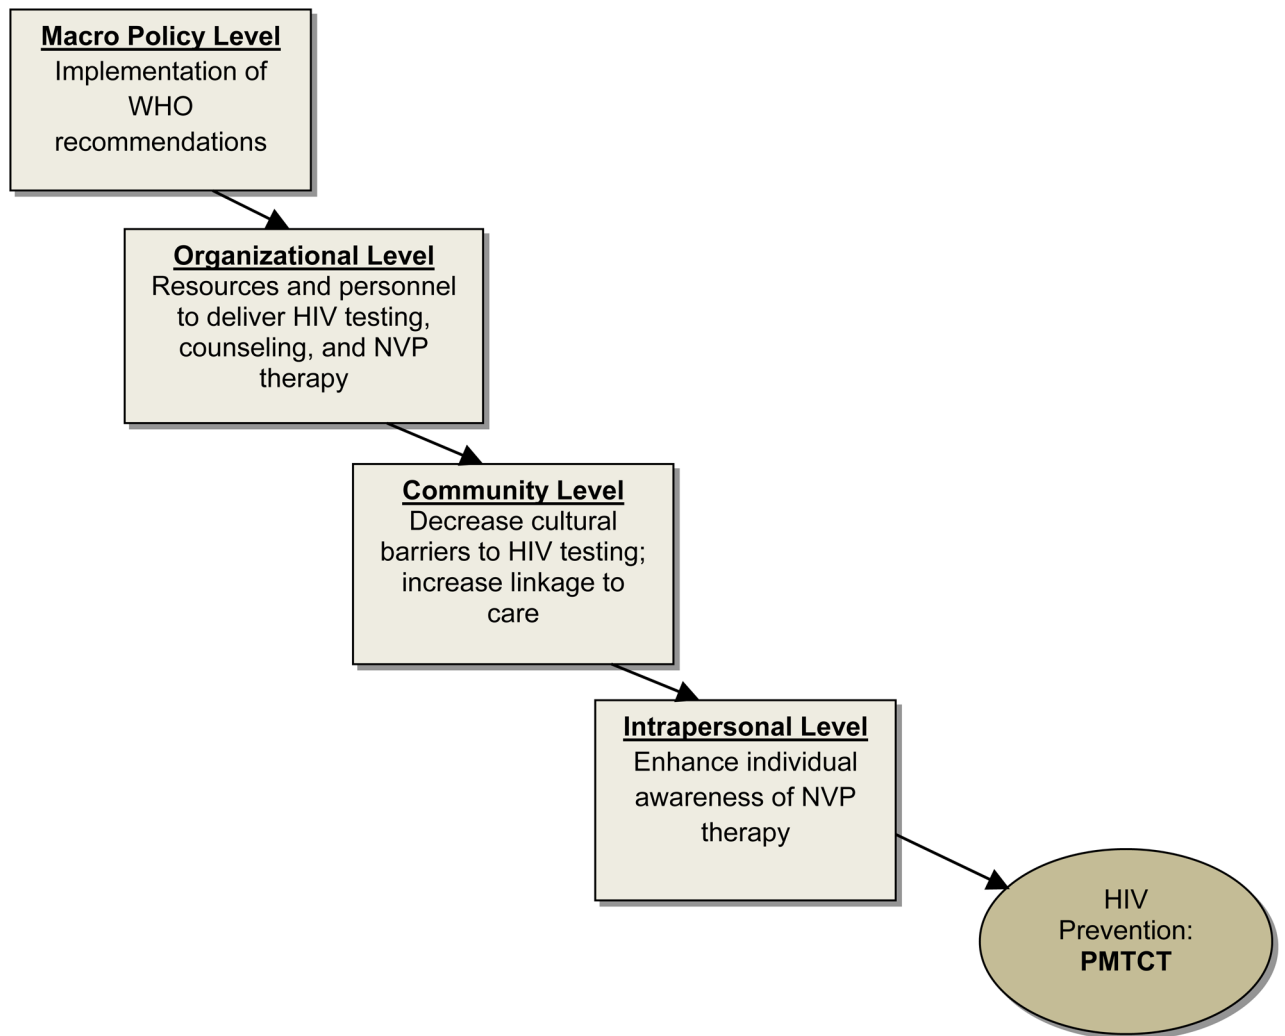 Macro Policy Level
Implementation of
WHO
recommendations
Organizational Level
Resources and personnel
to deliver HIV testing,
counseling, and NVP
therapy
Community Level
Decrease cultural
barriers to HIV testing;
increase linkage to
care
Intrapersonal Level
Enhance individual
awareness of NVP
therapy
HIV
Prevention:
PMTCT